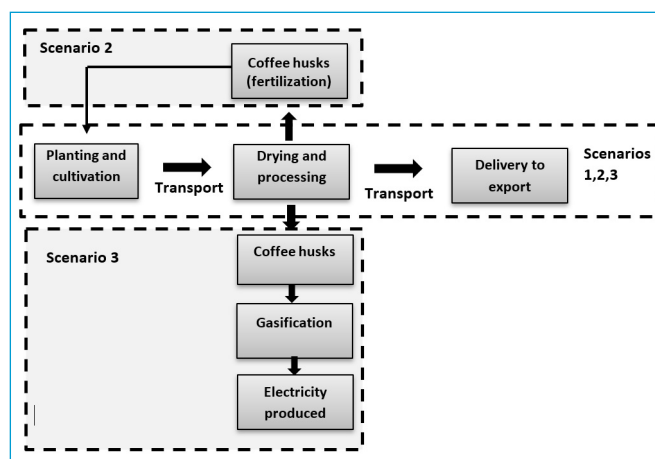 Scenario 2
Coffee husks
(fertilization)
Planting and
cultivation
Transport
Drying and
processing
Transport
Delivery to
export
Scenarios
1,2,3
Scenario 3
Coffee husks
Gasification
Electricity
produced